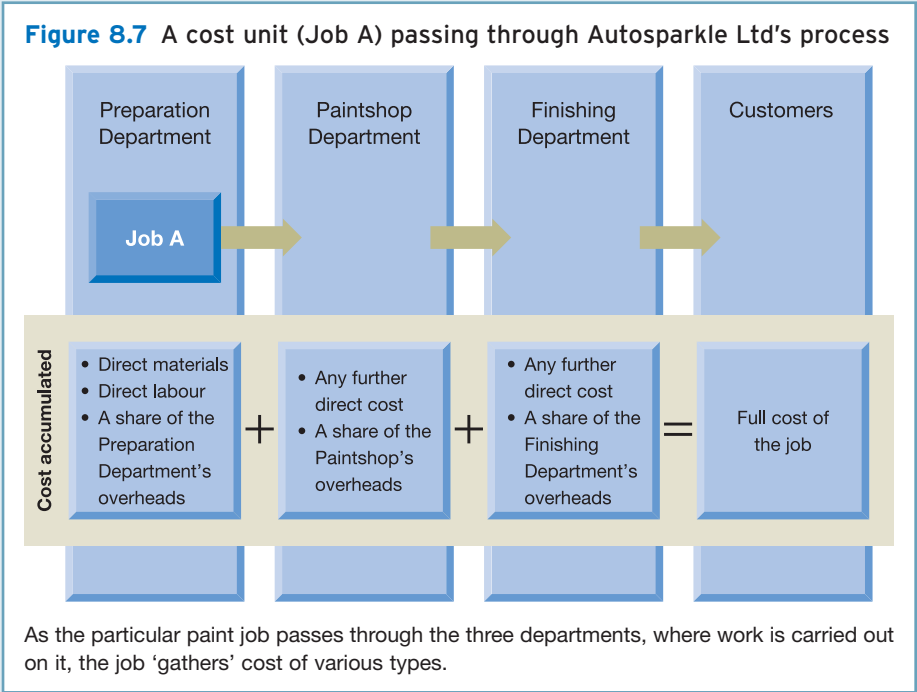 Figure 8.7 A cost unit (Job A) passing through Autosparkle Ltd's process
Preparation
Department
Paintshop
Department
Finishing
Department
Customers
Job A
Cost accumulated
• Direct materials
• Direct labour
• A share of the
Preparation
Department's
overheads
+
• Any further
direct cost
• A share of the
Paintshop's
overheads
+
• Any further
direct cost
• A share of the
Finishing
Department's
overheads
=
Full cost of
the job
As the particular paint job passes through the three departments, where work is carried out
on it, the job 'gathers' cost of various types.